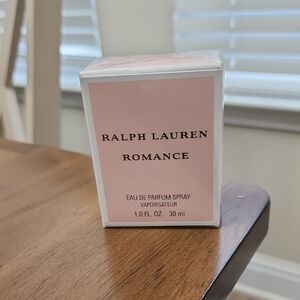 RALPH LAUREN
ROMANCE
EAU DE PARFUM SPRAY
VAPORISATEUR
1.0 FL. OZ. 30 ml